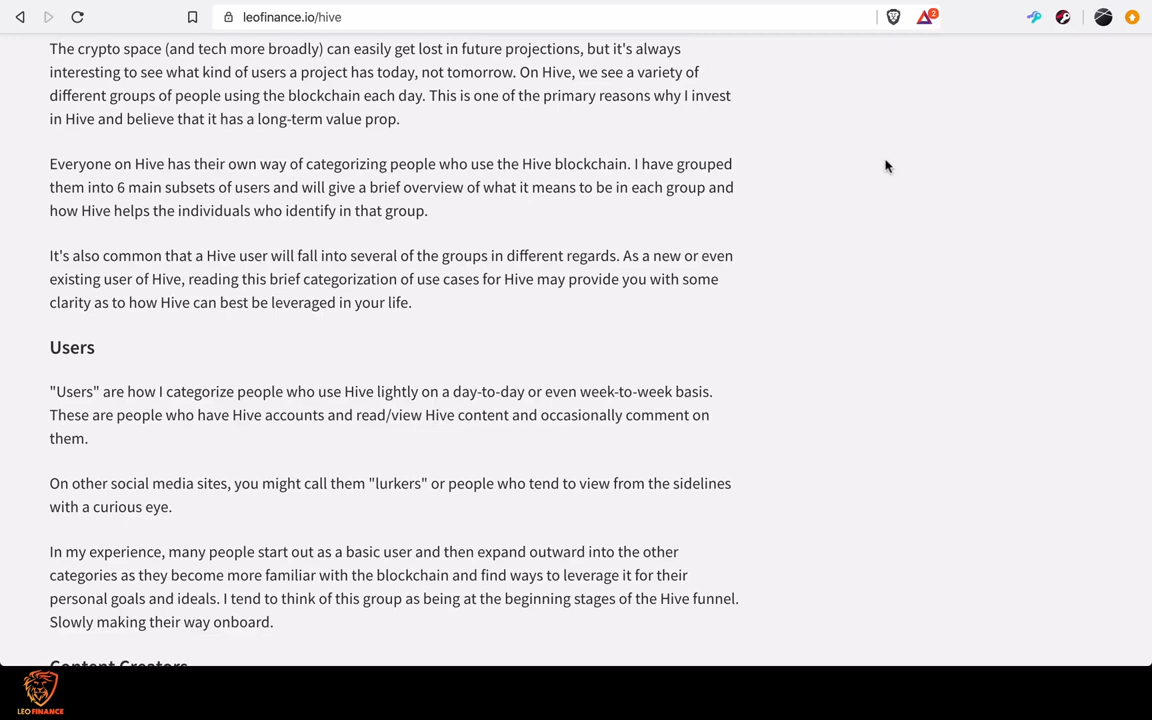 leofinance.io/hive
2
The crypto space (and tech more broadly) can easily get lost in future projections, but it's always
interesting to see what kind of users a project has today, not tomorrow. On Hive, we see a variety of
different groups of people using the blockchain each day. This is one of the primary reasons why I invest
in Hive and believe that it has a long-term value prop.
Everyone on Hive has their own way of categorizing people who use the Hive blockchain. I have grouped
them into 6 main subsets of users and will give a brief overview of what it means to be in each group and
how Hive helps the individuals who identify in that group.
It's also common that a Hive user will fall into several of the groups in different regards. As a new or even
existing user of Hive, reading this brief categorization of use cases for Hive may provide you with some
clarity as to how Hive can best be leveraged in your life.
Users
"Users" are how I categorize people who use Hive lightly on a day-to-day or even week-to-week basis.
These are people who have Hive accounts and read/view Hive content and occasionally comment on
them.
On other social media sites, you might call them "lurkers" or people who tend to view from the sidelines
with a curious eye.
In my experience, many people start out as a basic user and then expand outward into the other
categories as they become more familiar with the blockchain and find ways to leverage it for their
personal goals and ideals. I tend to think of this group as being at the beginning stages of the Hive funnel.
Slowly making their way onboard.
Content Creators
LEO FINANCE